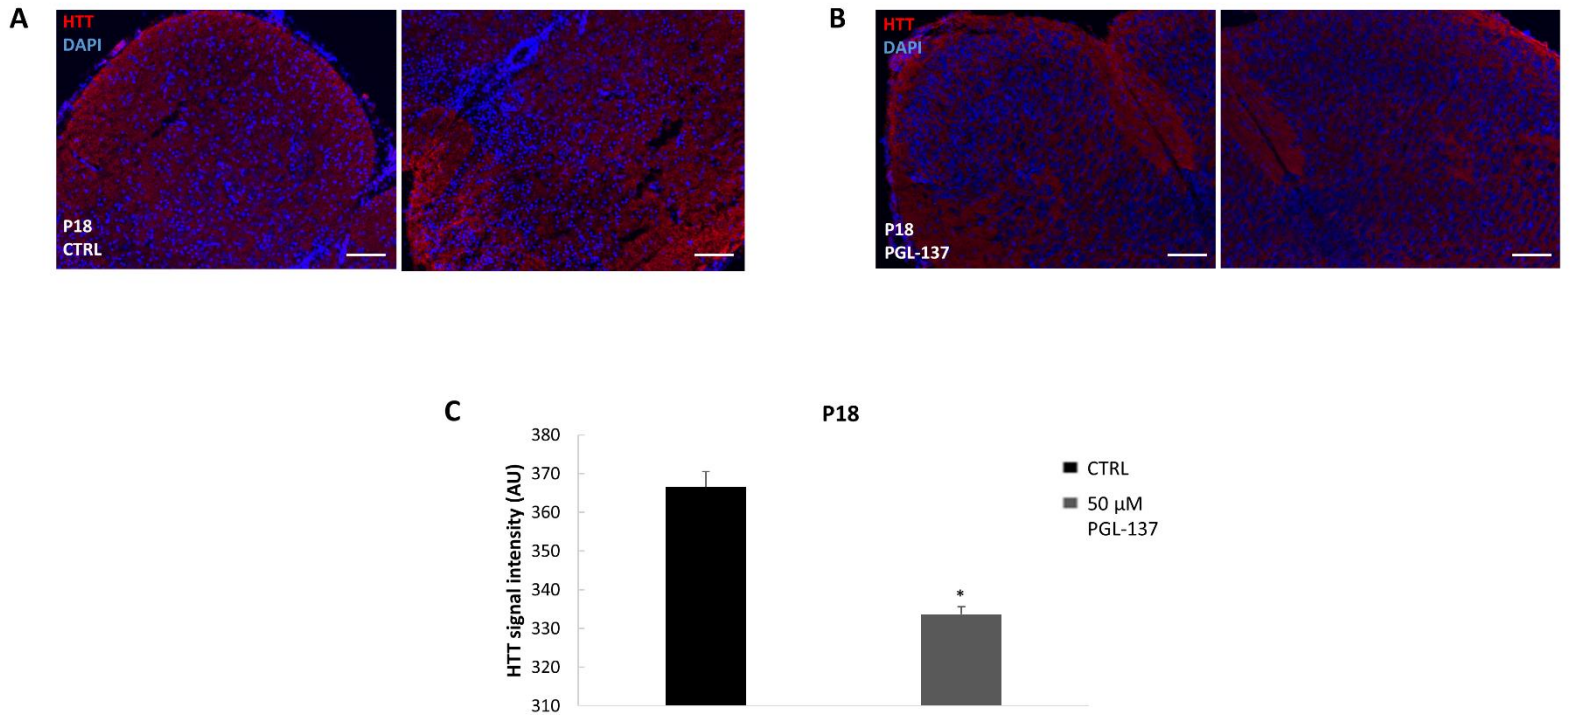 A
HTT
DAPI
P18
CTRL
B
HTT
DAPI
P18
PGL-137
C
P18
HTT signal intensity (AU)
380
370
360
350
340
330
320
310
*
CTRL
50 µM
PGL-137